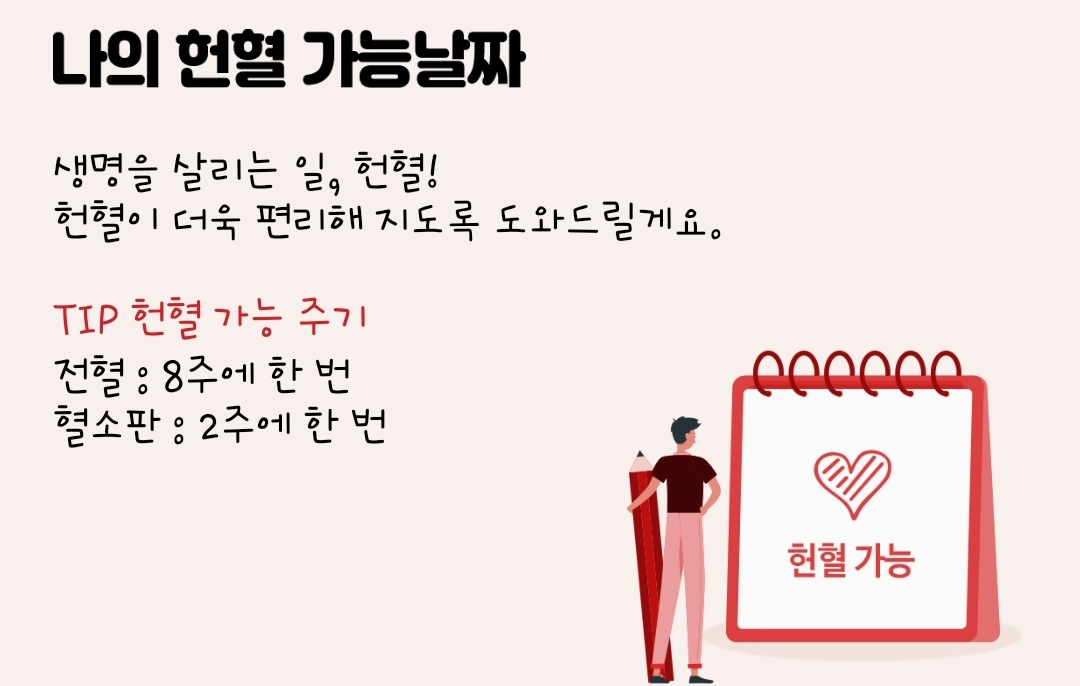 나의 헌혈 가능날짜
생명을 살리는 일, 헌혈!
헌혈이 더욱 편리해 지도록 도와드릴게요.
TIP 헌혈 가능 주기
전혈 : 8주에 한 번
혈소판 : 2주에 한 번
헌혈 가능